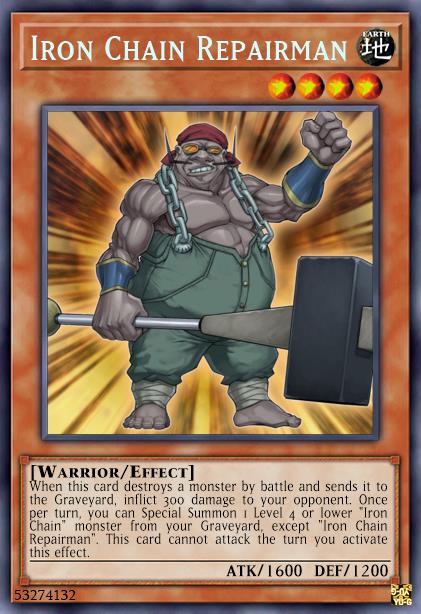 Iron Chain Repairman
EARTH
地
[Warrior/Effect]
When this card destroys a monster by battle and sends it to
the Graveyard, inflict 300 damage to your opponent. Once
per turn, you can Special Summon 1 Level 4 or lower "Iron
Chain" monster from your Graveyard, except "Iron Chain
Repairman". This card cannot attack the turn you activate
this effect.
ATK/1600 DEF/1200
53274132